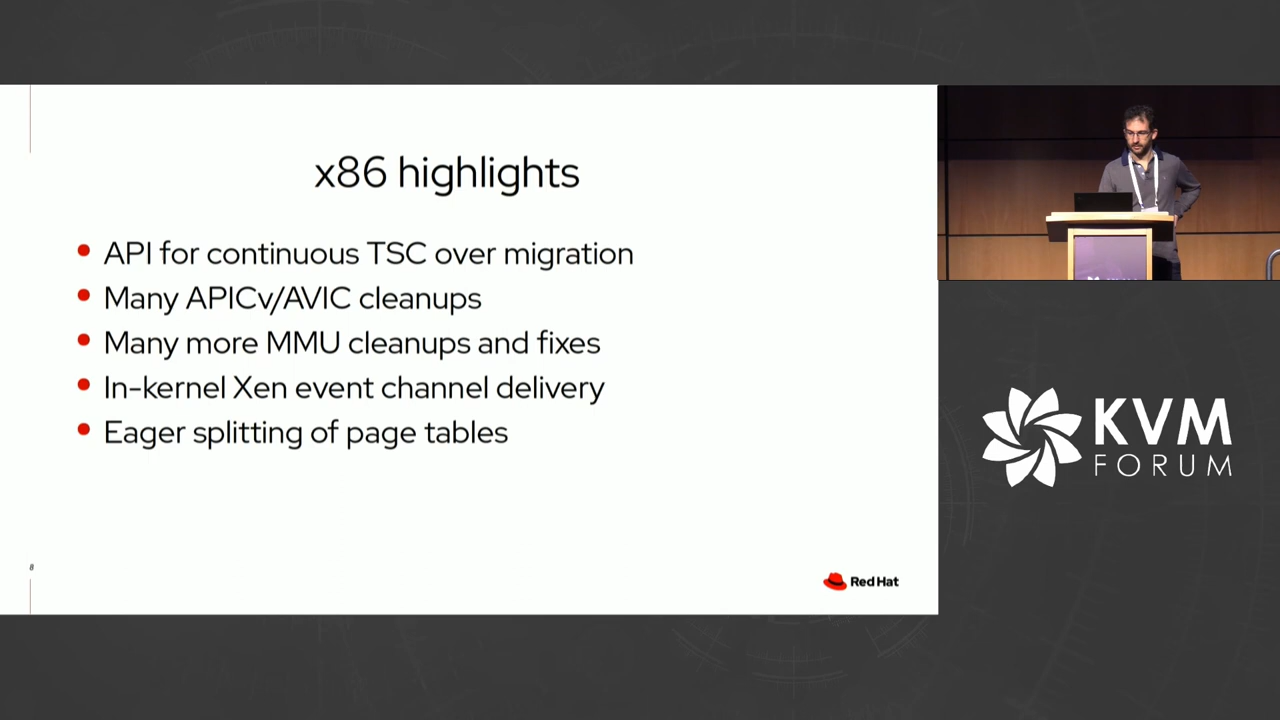 x86 highlights
API for continuous TSC over migration
Many APICv/AVIC cleanups
Many more MMU cleanups and fixes
In-kernel Xen event channel delivery
Eager splitting of page tables
8
Red Hat
KVM
FORUM